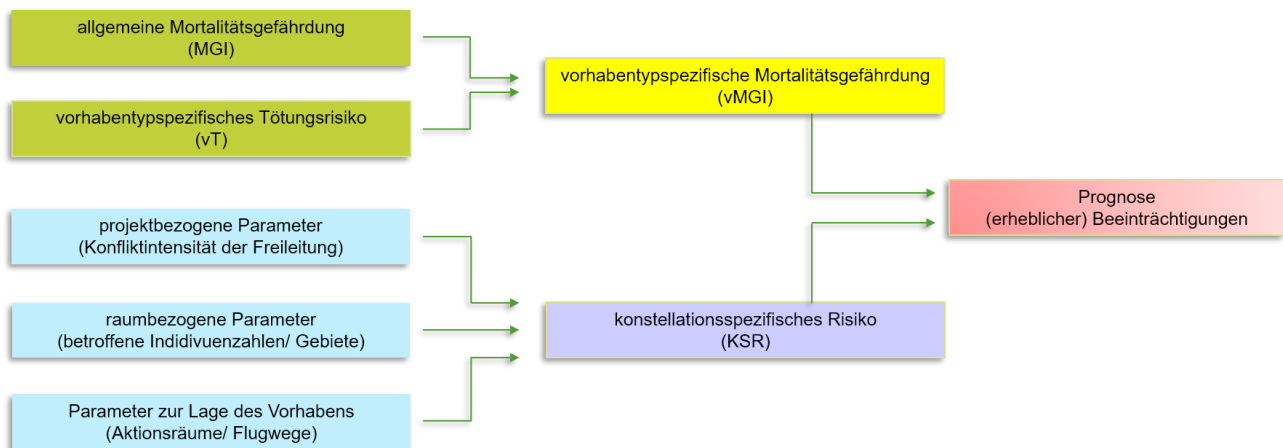 allgemeine Mortalitätsgefährdung
(MGI)
vorhabentypspezifisches Tötungsrisiko
(vT)
vorhabentypspezifische Mortalitätsgefährdung
(vMGI)
Prognose
(erheblicher) Beeinträchtigungen
projektbezogene Parameter
(Konfliktintensität der Freileitung)
raumbezogene Parameter
(betroffene Indidivuenzahlen/ Gebiete)
konstellationsspezifisches Risiko
(KSR)
Parameter zur Lage des Vorhabens
(Aktionsräume/ Flugwege)